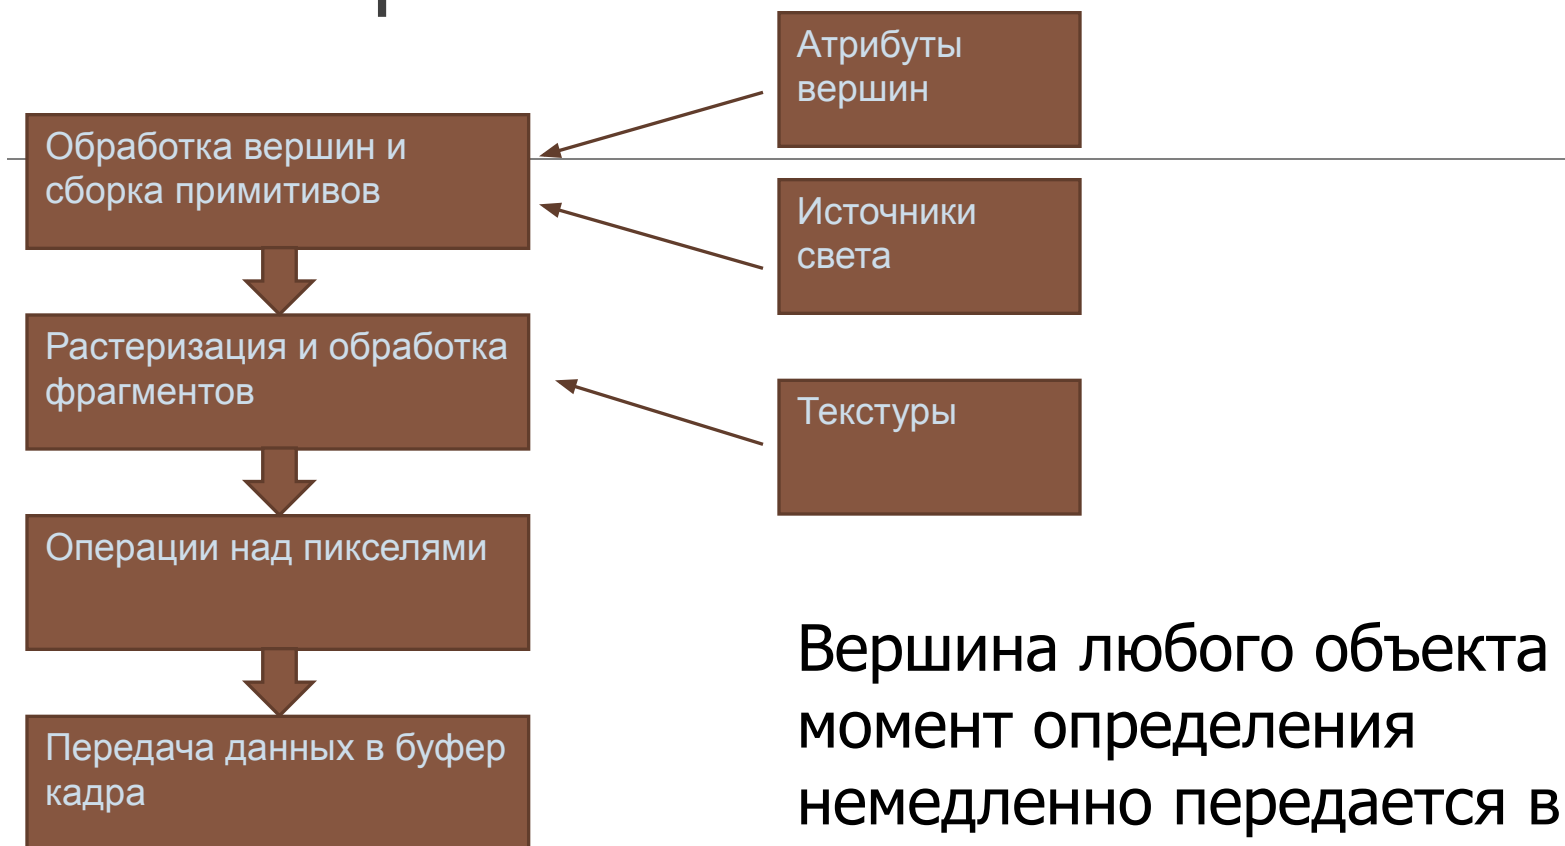 Атрибуты
вершин
Обработка вершин и
сборка примитивов
Источники
света
Растеризация и обработка
фрагментов
Текстуры
Операции над пикселями
Передача данных в буфер
кадра
Вершина любого объекта
момент определения
немедленно передается в